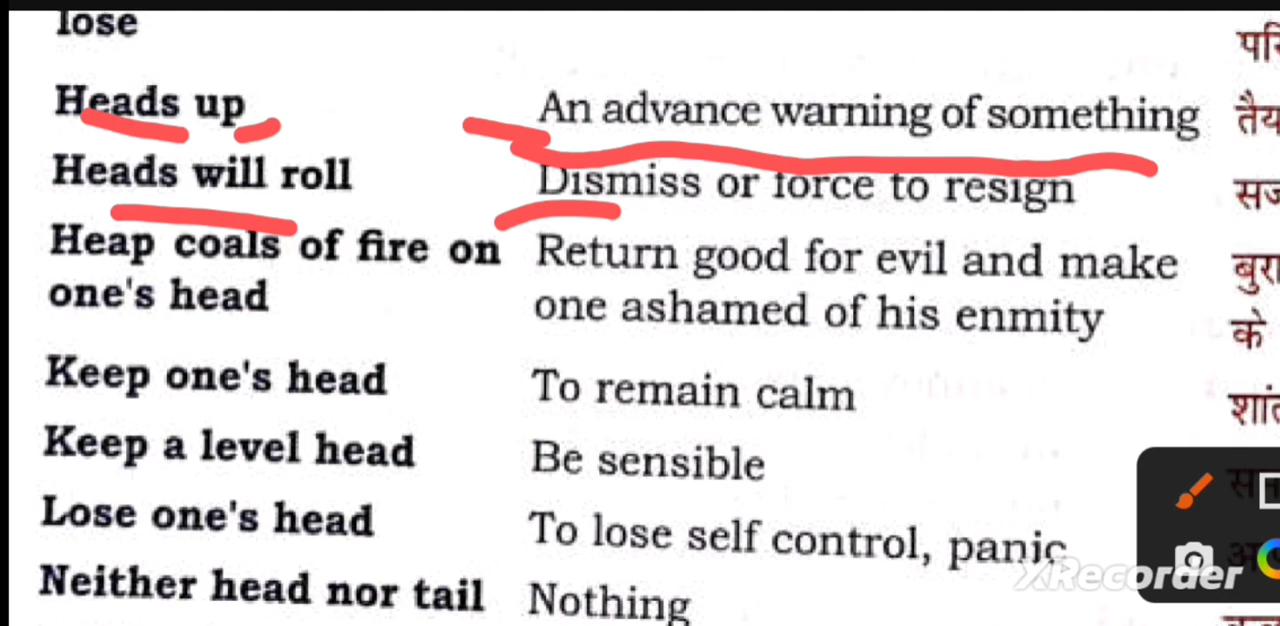 lose
Heads up An advance warning of something
Heads will roll Dismiss or force to resign
Heap coals of fire on Return good for evil and make
one's head one ashamed of his enmity
के
Keep one's head To remain calm
Keep a level head Be sensible
Lose one's head To lose self control, panic
XRecorder
Neither head nor tail Nothing